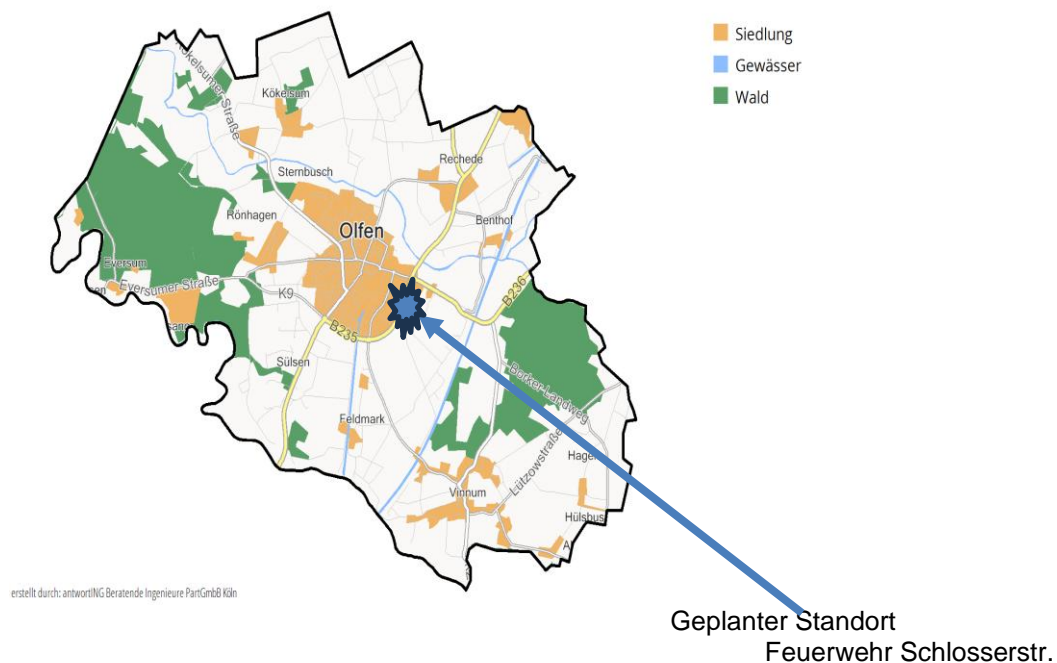 Siedlung
Gewässer
Wald
Kökelsumer-Straße
Kökelsum
Rechede
Sternbusch
Rönhagen
Olfen
Benthof
Eversum
Eversumer-Straße
K9
B236
B235
Sülsen
Borker-Landweg
Feldmark
Lützowstraße
Hagen
Vinnum
Hülsbus
erstellt durch: antwortING Beratende Ingenieure PartGmbB Köln
Geplanter Standort
Feuerwehr Schlosserstr.